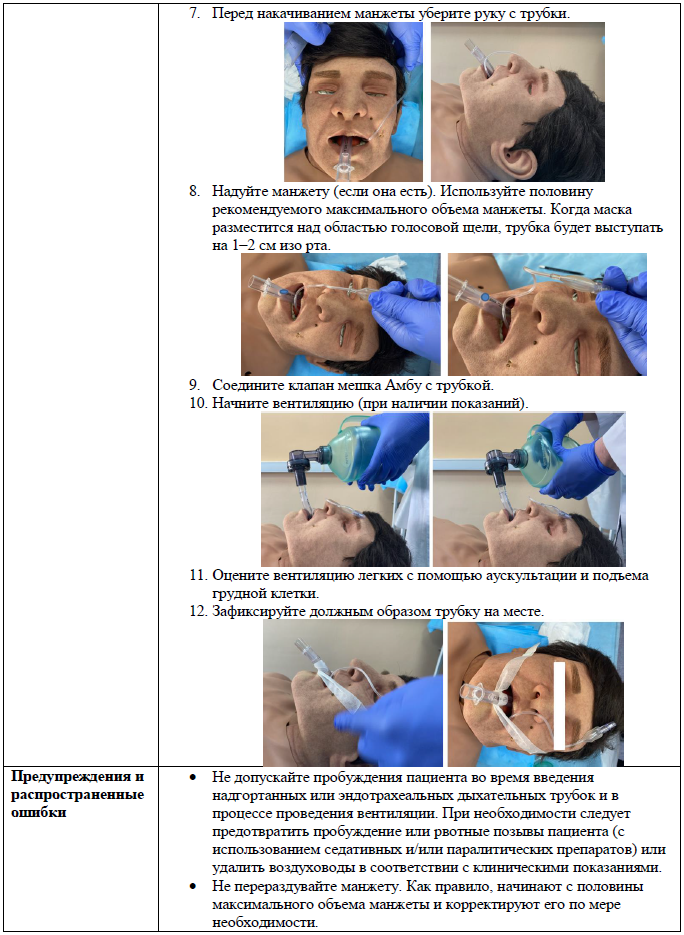 7. Перед накачиванием манжеты уберите руку с трубки.
8. Надуйте манжету (если она есть). Используйте половину
рекомендуемого максимального объема манжеты. Когда маска
разместится над областью голосовой щели, трубка будет выступать
на 1–2 см изо рта.
9. Соедините клапан мешка Амбу с трубкой.
10. Начните вентиляцию (при наличии показаний).
11. Оцените вентиляцию легких с помощью аускультации и подъема
грудной клетки.
12. Зафиксируйте должным образом трубку на месте.
Предупреждения и
распространенные
ошибки
• Не допускайте пробуждения пациента во время введения
надгортанных или эндотрахеальных дыхательных трубок и в
процессе проведения вентиляции. При необходимости следует
предотвратить пробуждение или рвотные позывы пациента (с
использованием седативных и/или паралитических препаратов) или
удалить воздуховоды в соответствии с клиническими показаниями.
• Не перераздувайте манжету. Как правило, начинают с половины
максимального объема манжеты и корректируют его по мере
необходимости.